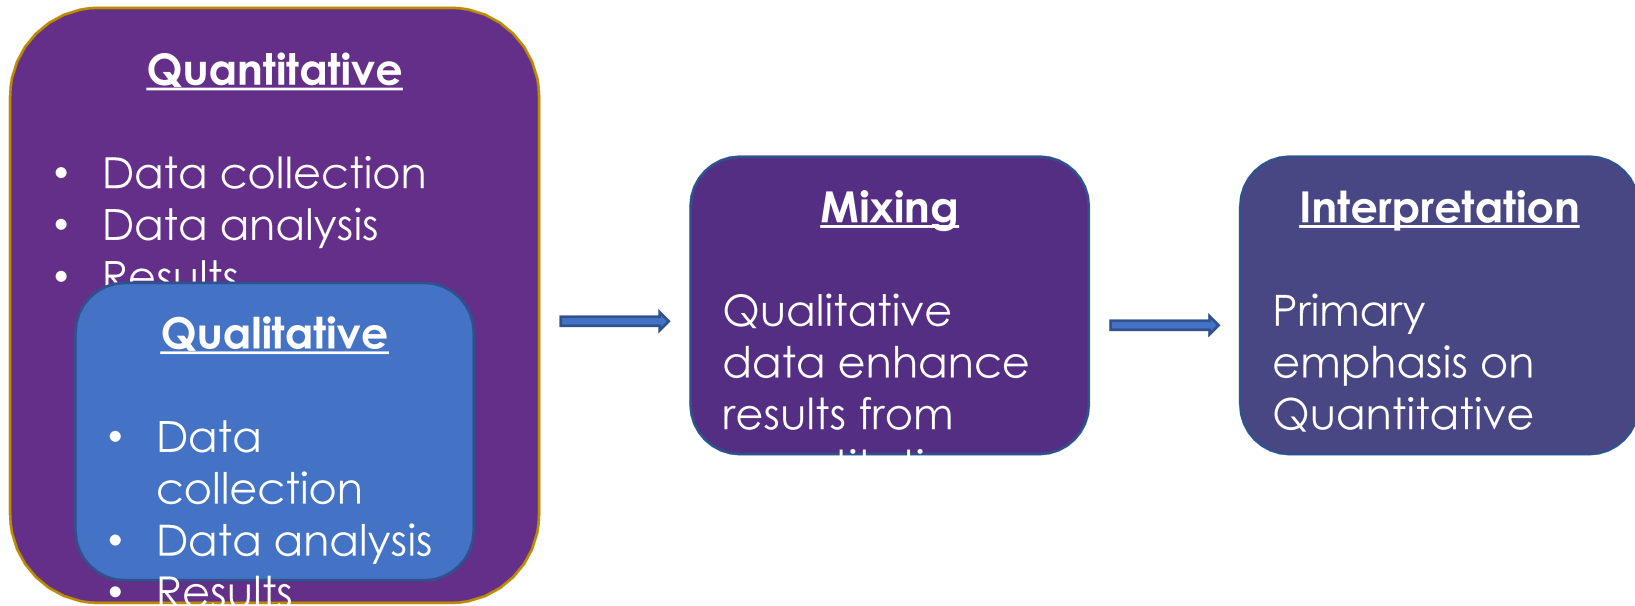 Quantitative
• Data collection
• Data analysis
• Results
Qualitative
• Data
collection
• Data analysis
• Results
Mixing
Qualitative
data enhance
results from
Interpretation
Primary
emphasis on
Quantitative